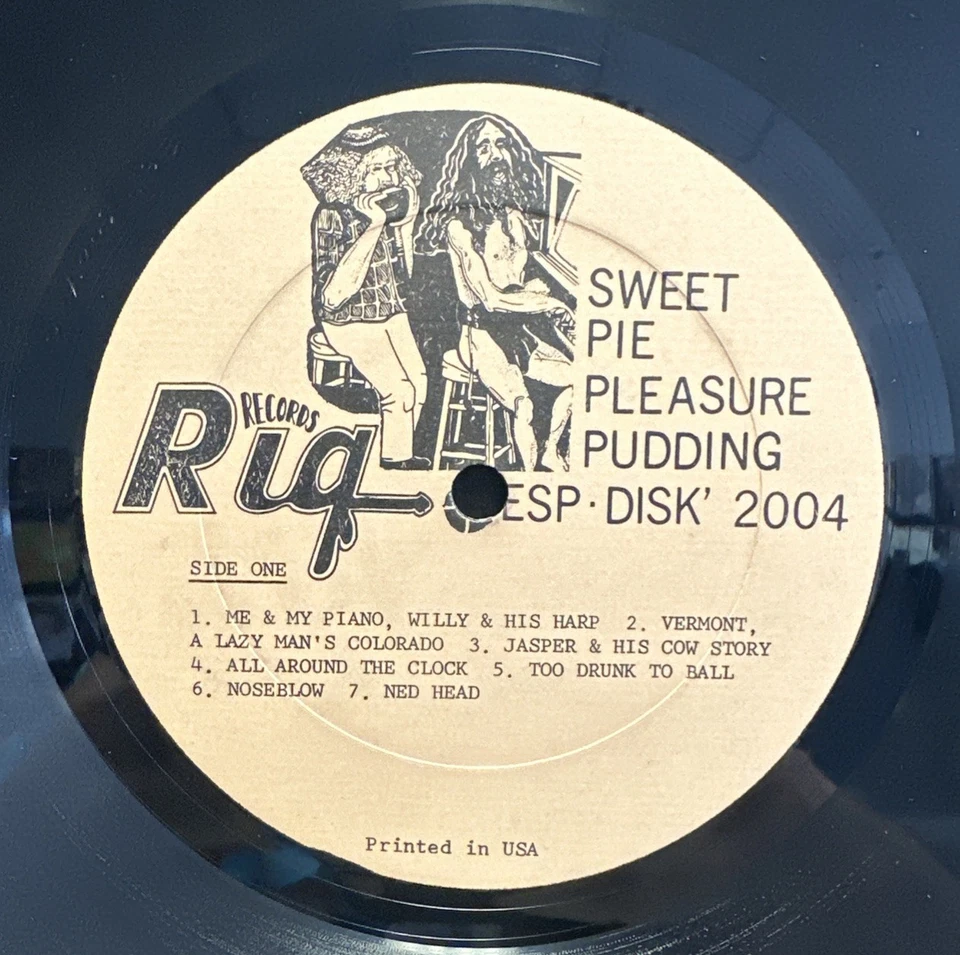 SWEET
PIE
PLEASURE
PUDDING
ESP·DISK' 2004
RECORDS
Rig
SIDE ONE
1. ME & MY PIANO, WILLY & HIS HARP 2. VERMONT,
A LAZY MAN'S COLORADO 3. JASPER & HIS COW STORY
4. ALL AROUND THE CLOCK 5. TOO DRUNK TO BALL
6. NOSEBLOW 7. NED HEAD
Printed in USA